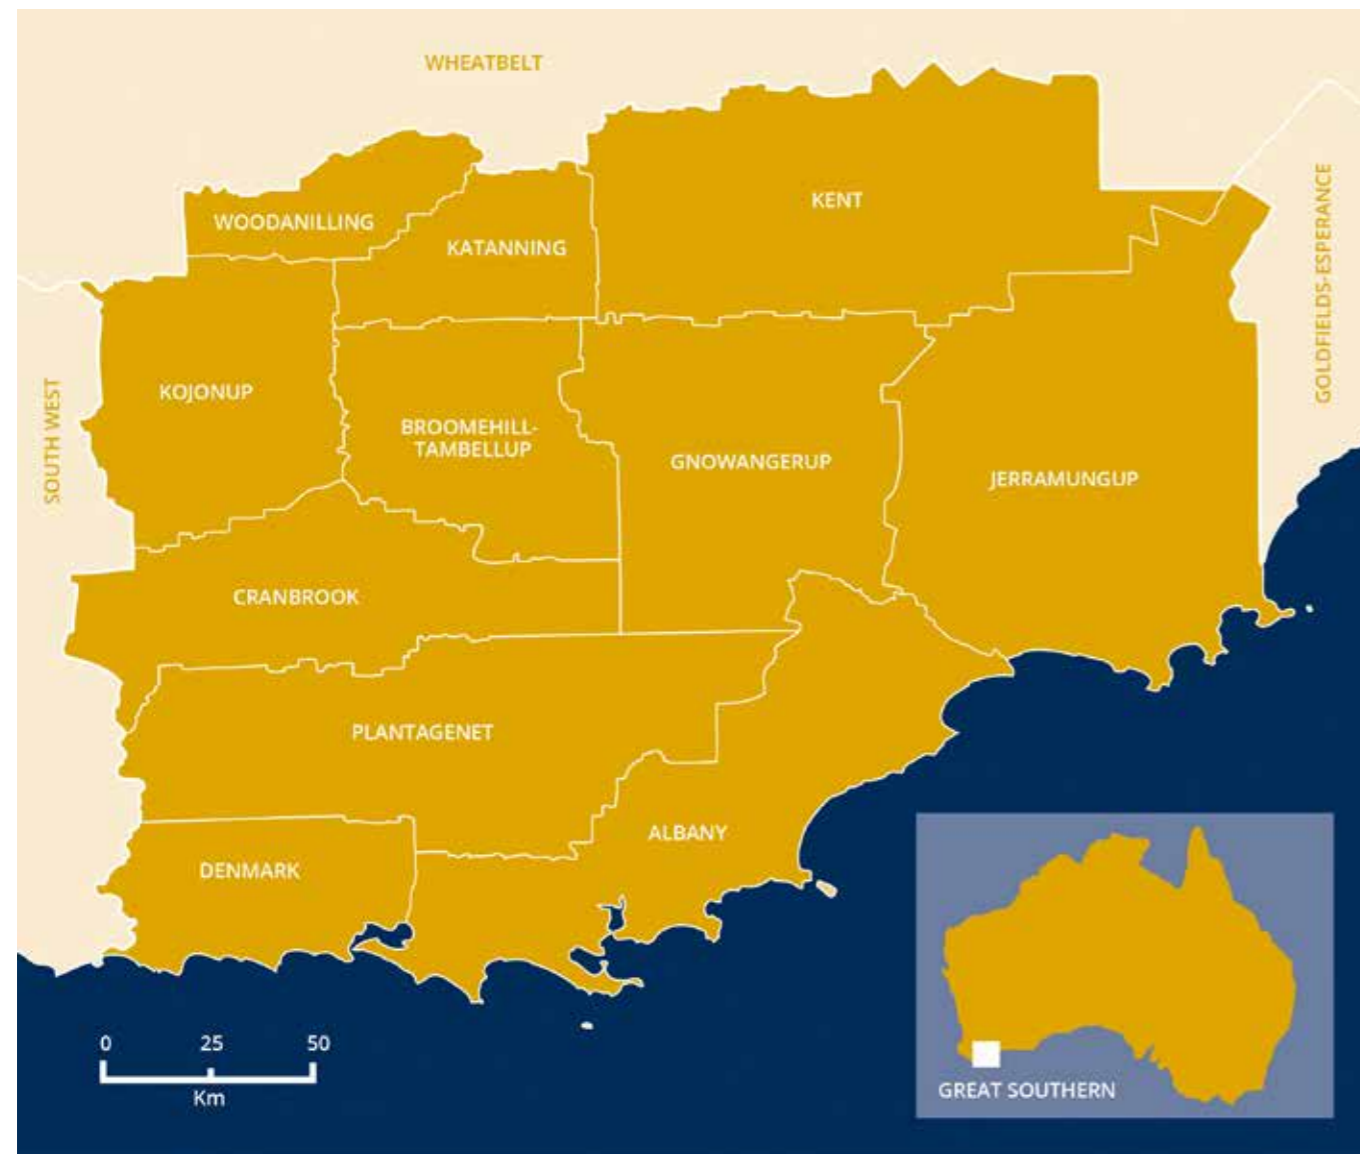 WHEATBELT
KENT
WOODANILLING
KATANNING
GOLDFIELDS-ESPERANCE
SOUTH WEST
KOJONUP
BROOMEHILL-
TAMBELLUP
GNOWANGERUP
JERRAMUNGUP
CRANBROOK
PLANTAGENET
ALBANY
DENMARK
0 25 50
Km
GREAT SOUTHERN